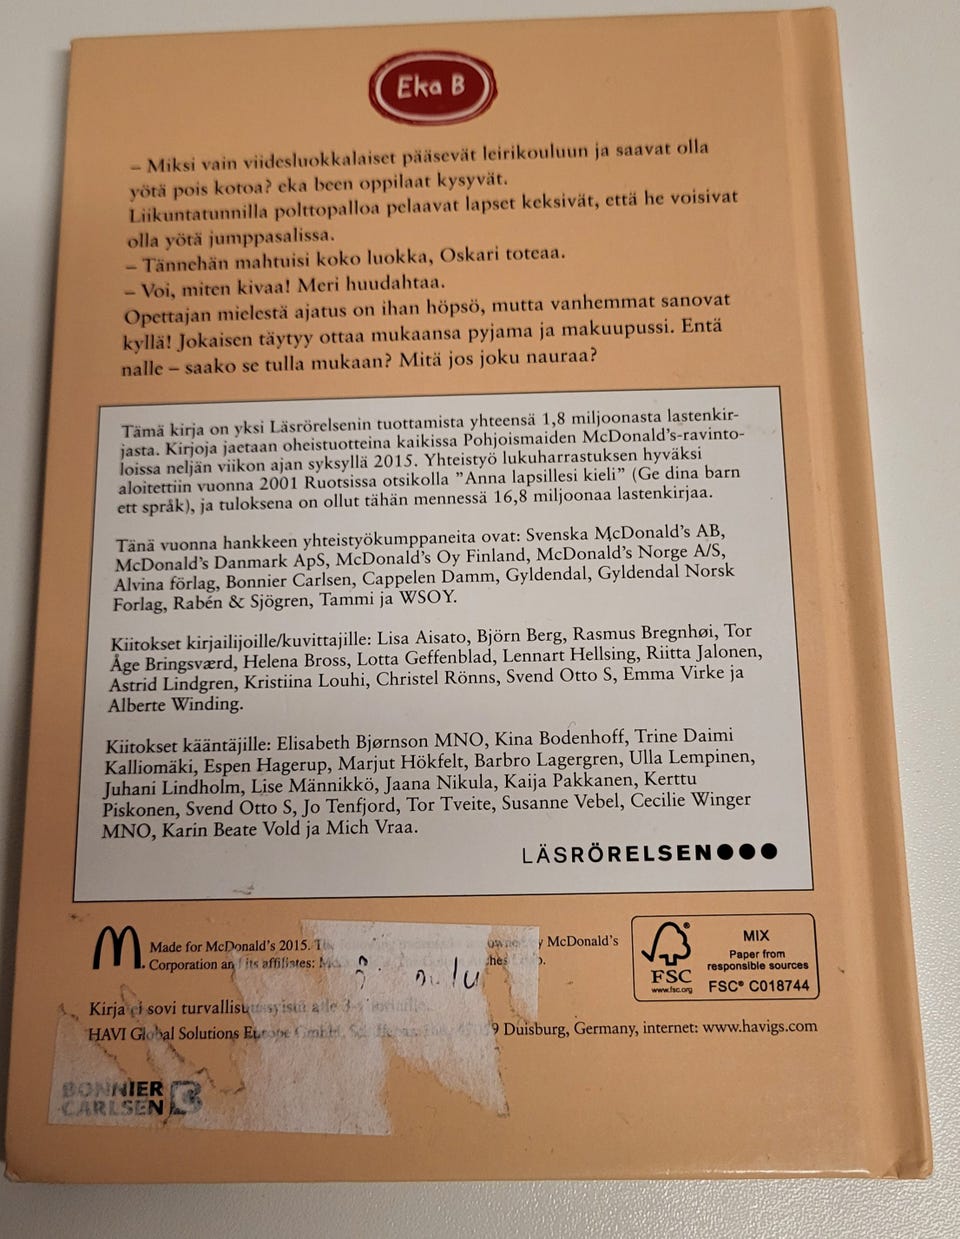 Eka B
– Miksi vain viidesluokkalaiset pääsevät leirikouluun ja saavat olla
yötä pois kotoa? eka been oppilaat kysyvät.
Liikuntatunnilla polttopalloa pelaavat lapset keksivät, että he voisivat
olla yötä jumppasalissa.
– Tännehän mahtuisi koko luokka, Oskari toteaa.
– Voi, miten kivaa! Meri huudahtaa.
Opettajan mielestä ajatus on ihan höpsö, mutta vanhemmat sanovat
kyllä! Jokaisen täytyy ottaa mukaansa pyjama ja makuupussi. Entä
nalle – saako se tulla mukaan? Mitä jos joku nauraa?
Tämä kirja on yksi Läsrörelsenin tuottamista yhteensä 1,8 miljoonasta lastenkir-
jasta. Kirjoja jaetaan oheistuotteina kaikissa Pohjoismaiden McDonald's-ravinto-
loissa neljän viikon ajan syksyllä 2015. Yhteistyö lukuharrastuksen hyväksi
aloitettiin vuonna 2001 Ruotsissa otsikolla ”Anna lapsillesi kieli” (Ge dina barn
ett språk), ja tuloksena on ollut tähän mennessä 16,8 miljoonaa lastenkirjaa.
Tänä vuonna hankkeen yhteistyökumppaneita ovat: Svenska McDonald's AB,
McDonald's Danmark ApS, McDonald's Oy Finland, McDonald's Norge A/S,
Alvina förlag, Bonnier Carlsen, Cappelen Damm, Gyldendal, Gyldendal Norsk
Forlag, Rabén & Sjögren, Tammi ja WSOY.
Kiitokset kirjailijoille/kuvittajille: Lisa Aisato, Björn Berg, Rasmus Bregnhøi, Tor
Åge Bringsværd, Helena Bross, Lotta Geffenblad, Lennart Hellsing, Riitta Jalonen,
Astrid Lindgren, Kristiina Louhi, Christel Rönns, Svend Otto S, Emma Virke ja
Alberte Winding.
Kiitokset kääntäjille: Elisabeth Bjørnson MNO, Kina Bodenhoff, Trine Daimi
Kalliomäki, Espen Hagerup, Marjut Hökfelt, Barbro Lagergren, Ulla Lempinen,
Juhani Lindholm, Lise Männikkö, Jaana Nikula, Kaija Pakkanen, Kerttu
Piskonen, Svend Otto S, Jo Tenfjord, Tor Tveite, Susanne Vebel, Cecilie Winger
MNO, Karin Beate Vold ja Mich Vraa.
LÄSRÖRELSEN●●●
Made for McDonald's 2015. McDonald's
Corporation its affiliates:
Kirja ei sovi
HAVI Global Solutions Duisburg, Germany, internet: www.havigs.com
BONNIER
CARLSEN
FSC
www.fsc.org
MIX
Paper from
responsible sources
FSC® C018744